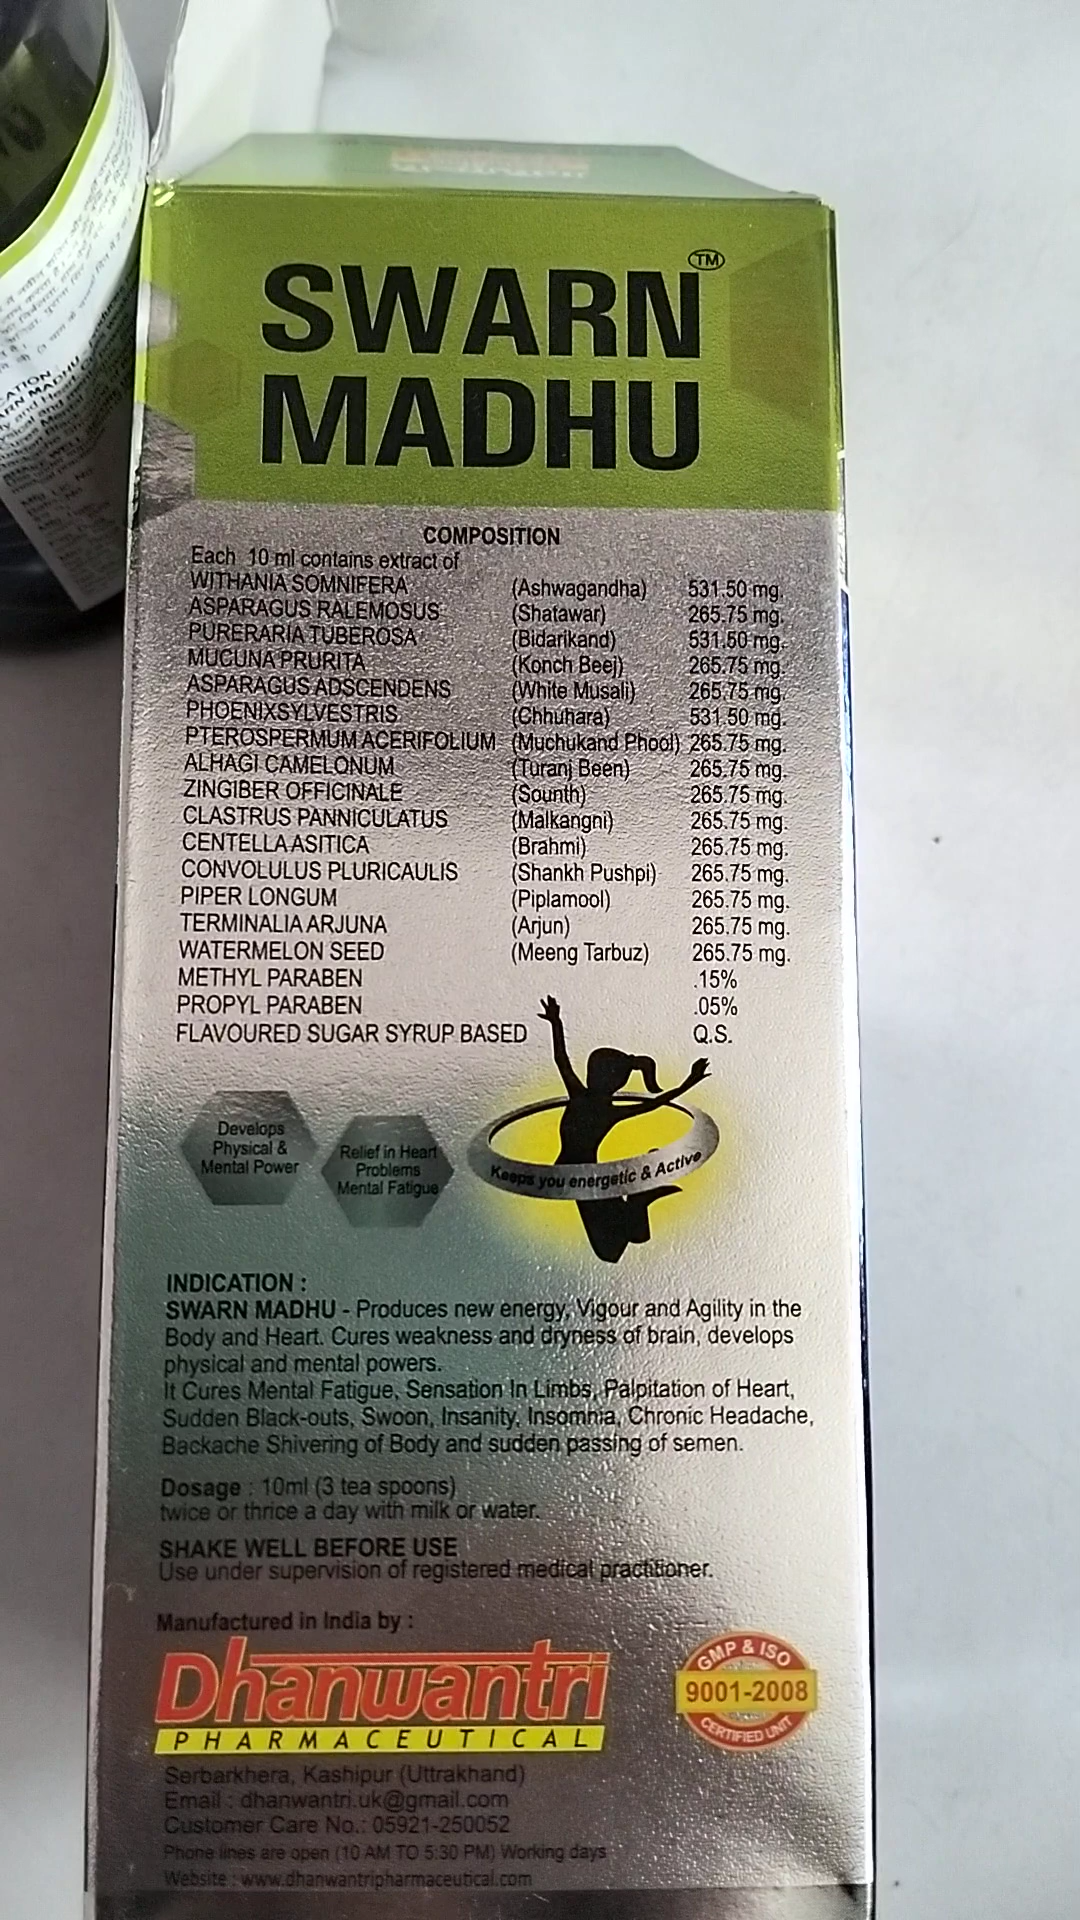 SWARN
MADHU
TM
COMPOSITION
Each 10 ml contains extract of
WITHANIA SOMNIFERA (Ashwagandha) 531.50 mg.
ASPARAGUS RALEMOSUS (Shatawar) 265.75 mg.
PURERARIA TUBEROSA (Bidarikand) 531.50 mg.
MUCUNA PRURITA (Konch Beej) 265.75 mg.
ASPARAGUS ADSCENDENS (White Musali) 265.75 mg.
PHOENIXSYLVESTRIS (Chhuhara) 531.50 mg.
PTEROSPERMUM ACERIFOLIUM (Muchukand Phool) 265.75 mg.
ALHAGI CAMELONUM (Turanj Been) 265.75 mg.
ZINGIBER OFFICINALE (Sounth) 265.75 mg.
CLASTRUS PANNICULATUS (Malkangni) 265.75 mg.
CENTELLA ASITICA (Brahmi) 265.75 mg.
CONVOLULUS PLURICAULIS (Shankh Pushpi) 265.75 mg.
PIPER LONGUM (Piplamool) 265.75 mg.
TERMINALIA ARJUNA (Arjun) 265.75 mg.
WATERMELON SEED (Meeng Tarbuz) 265.75 mg.
METHYL PARABEN .15%
PROPYL PARABEN .05%
FLAVOURED SUGAR SYRUP BASED Q.S.
Develops
Physical &
Mental Power
Relief in Heart
Problems
Mental Fatigue
Keeps you energetic & Active
INDICATION :
SWARN MADHU - Produces new energy, Vigour and Agility in the
Body and Heart. Cures weakness and dryness of brain, develops
physical and mental powers.
It Cures Mental Fatigue, Sensation In Limbs, Palpitation of Heart,
Sudden Black-outs, Swoon, Insanity, Insomnia, Chronic Headache,
Backache Shivering of Body and sudden passing of semen.
Dosage : 10ml (3 tea spoons)
twice or thrice a day with milk or water.
SHAKE WELL BEFORE USE
Use under supervision of registered medical practitioner.
Manufactured in India by :
Dhanwantri
PHARMACEUTICAL
GMP & ISO
9001-2008
CERTIFIED UNIT
Serbarkhera, Kashipur (Uttrakhand)
Email : dhanwantri.uk@gmail.com
Customer Care No.: 05921-250052
Phone lines are open (10 AM TO 5:30 PM) Working days
Website : www.dhanwantripharmaceutical.com